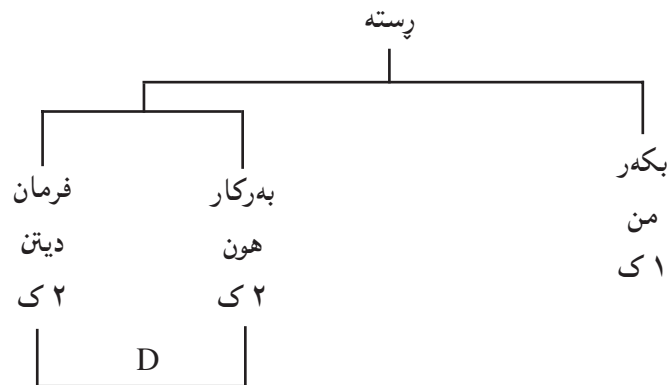 ڕستە
بکەر
من
١ ک
بەرکار
هون
٢ ک
فرمان
دیتن
٢ ک
D